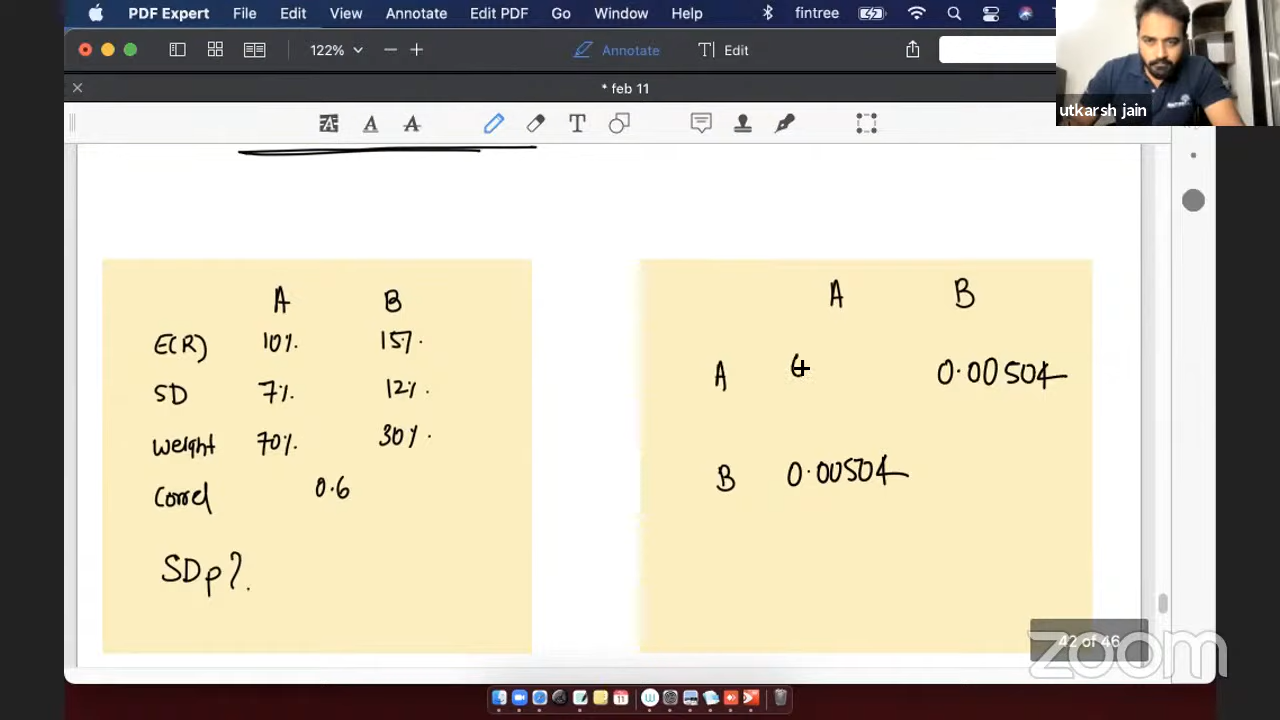 PDF Expert File Edit View Annotate Edit PDF Go Window Help fintree
122% Annotate T Edit
* feb 11
utkarsh jain
A B
E(R) 10% 15%
SD 7% 12%
Weight 70% 30%
Correl 0.6
SDp?
A B
A 0.00504
B 0.00504
42 of 46
zoom